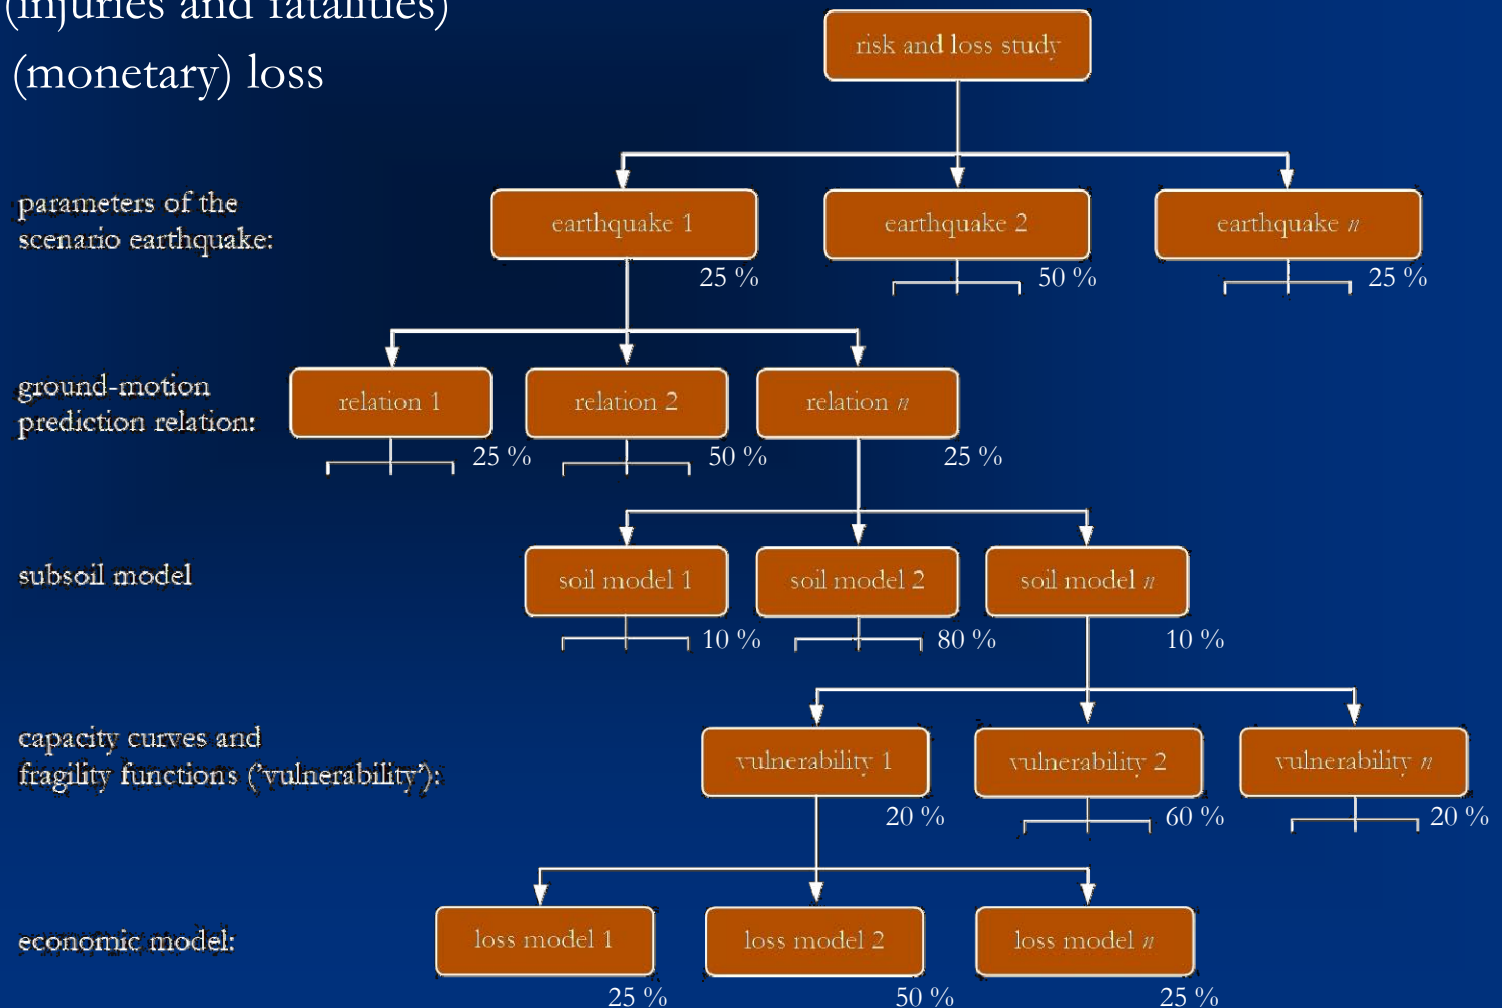 (injuries and fatalities)
(monetary) loss
risk and loss study
parameters of the
scenario earthquake:
earthquake 1
earthquake 2
earthquake n
25 %
50 %
25 %
ground-motion
prediction relation:
relation 1
relation 2
relation n
25 %
50 %
25 %
subsoil model
soil model 1
soil model 2
soil model n
10 %
80 %
10 %
capacity curves and
fragility functions ('vulnerability'):
vulnerability 1
vulnerability 2
vulnerability n
20 %
60 %
20 %
economic model:
loss model 1
loss model 2
loss model n
25 %
50 %
25 %